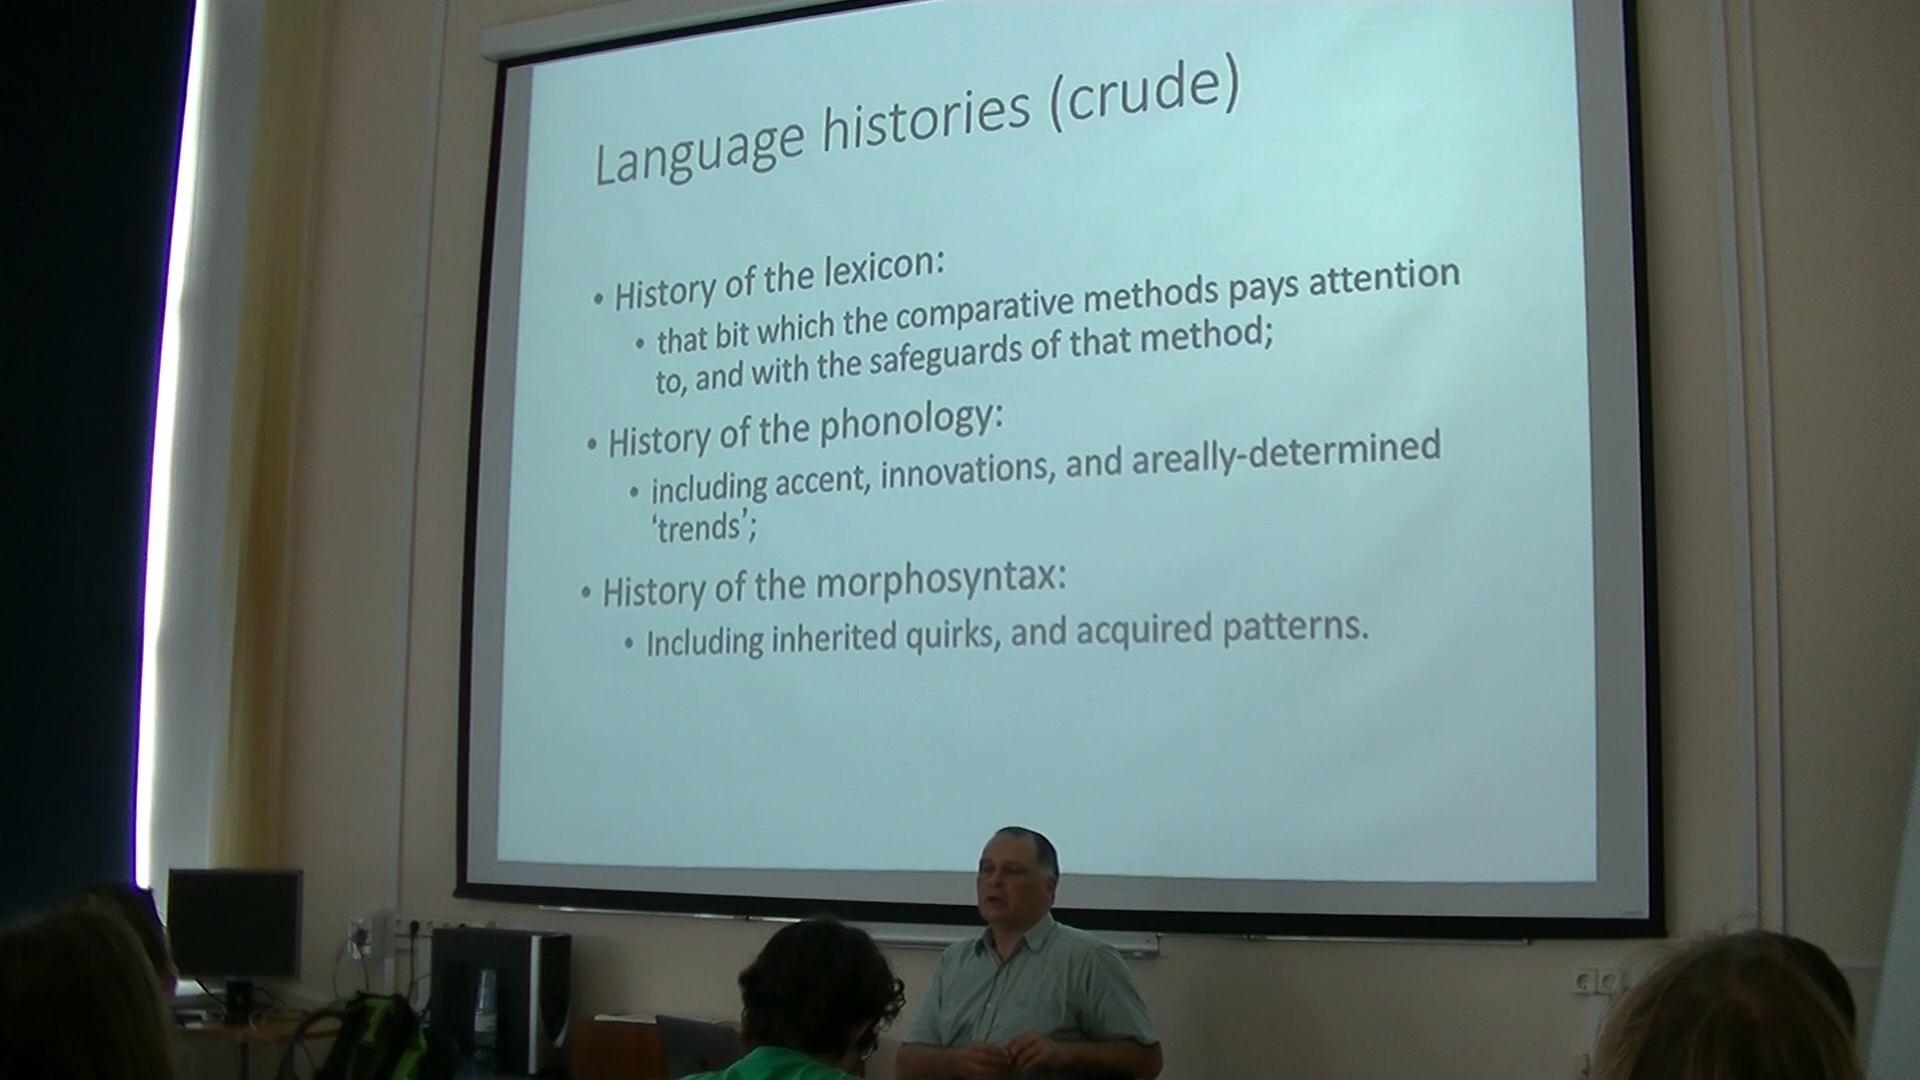 Language histories (crude)
• History of the lexicon:
• that bit which the comparative methods pays attention
to, and with the safeguards of that method;
• History of the phonology:
• including accent, innovations, and areally-determined
‘trends’;
• History of the morphosyntax:
• Including inherited quirks, and acquired patterns.